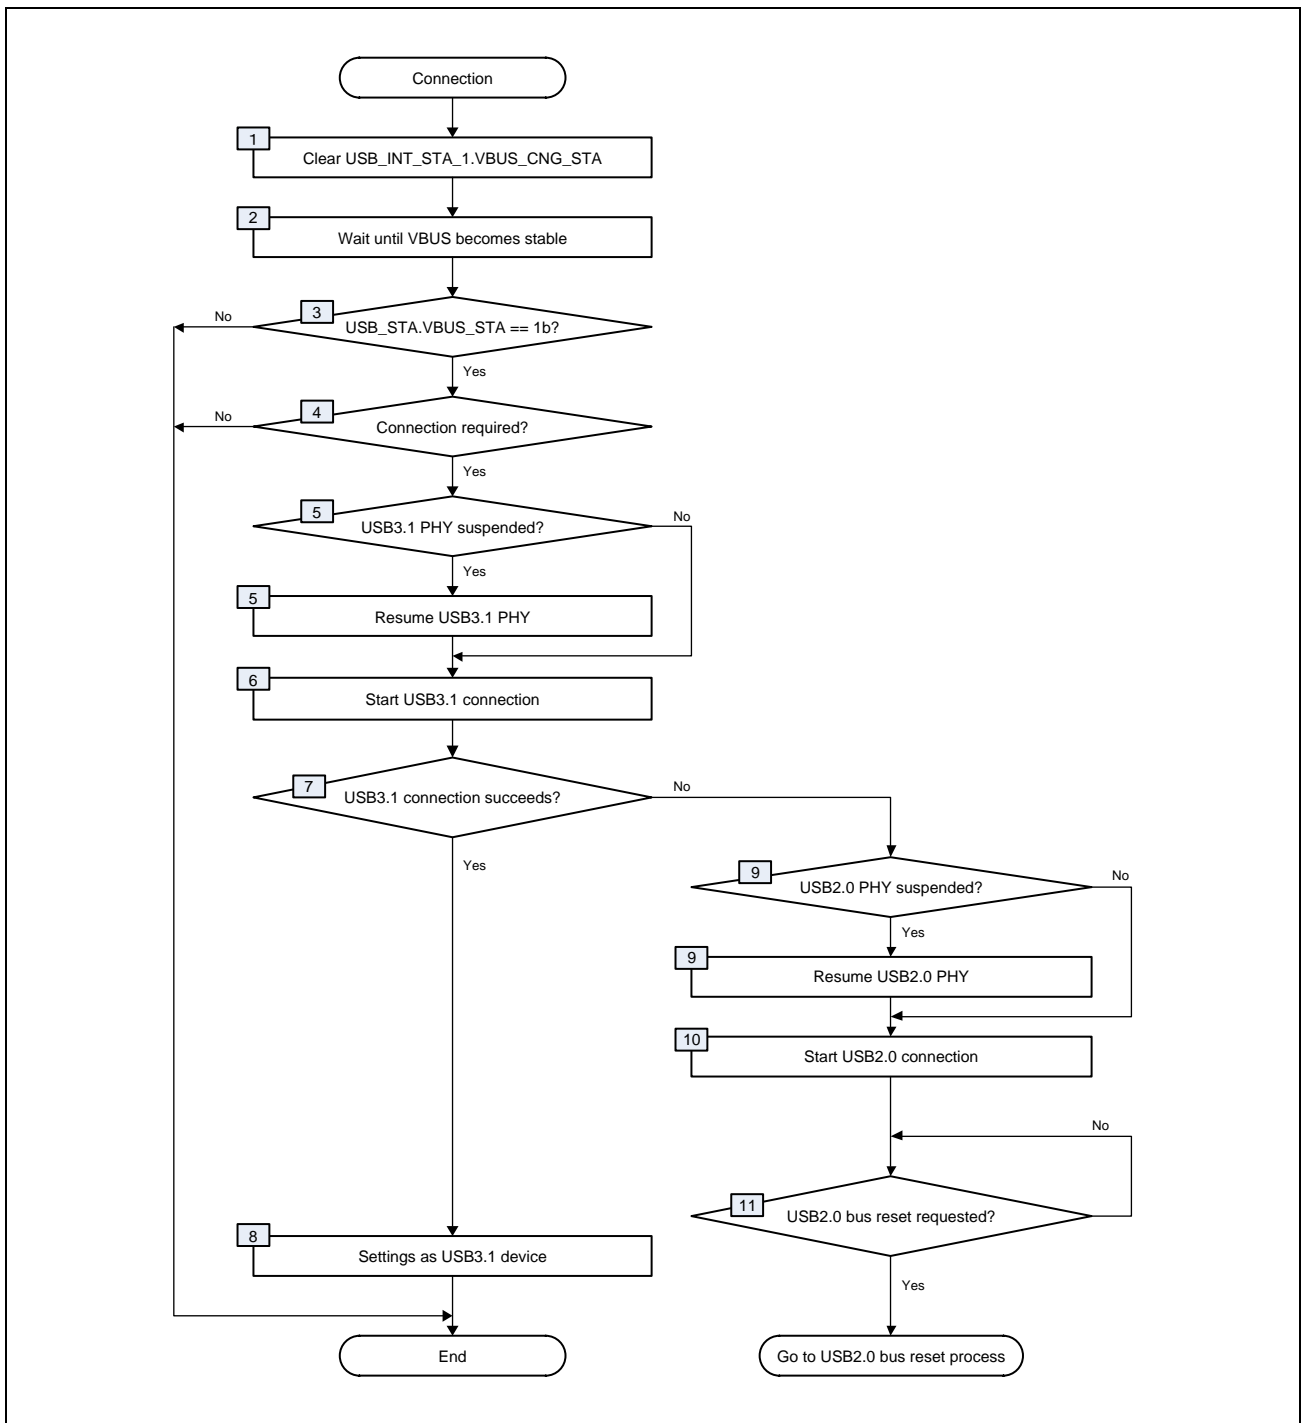 Connection
1
Clear USB_INT_STA_1.VBUS_CNG_STA
2
Wait until VBUS becomes stable
3
No
USB_STA.VBUS_STA == 1b?
Yes
4
No
Connection required?
Yes
5
No
USB3.1 PHY suspended?
Yes
5
Resume USB3.1 PHY
6
Start USB3.1 connection
7
No
USB3.1 connection succeeds?
Yes
9
No
USB2.0 PHY suspended?
Yes
9
Resume USB2.0 PHY
10
Start USB2.0 connection
No
11
USB2.0 bus reset requested?
8
Settings as USB3.1 device
Yes
End
Go to USB2.0 bus reset process